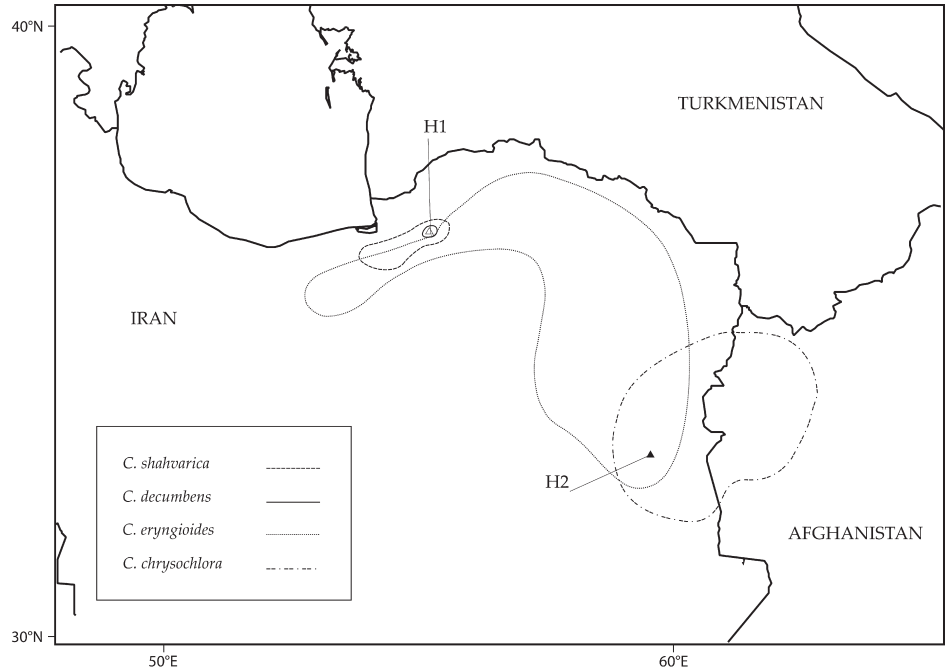 40°N
TURKMENISTAN
H1
IRAN
C. shahvarica
C. decumbens
C. eryngioides
C. chrysochlora
H2
AFGHANISTAN
30°N
50°E
60°E